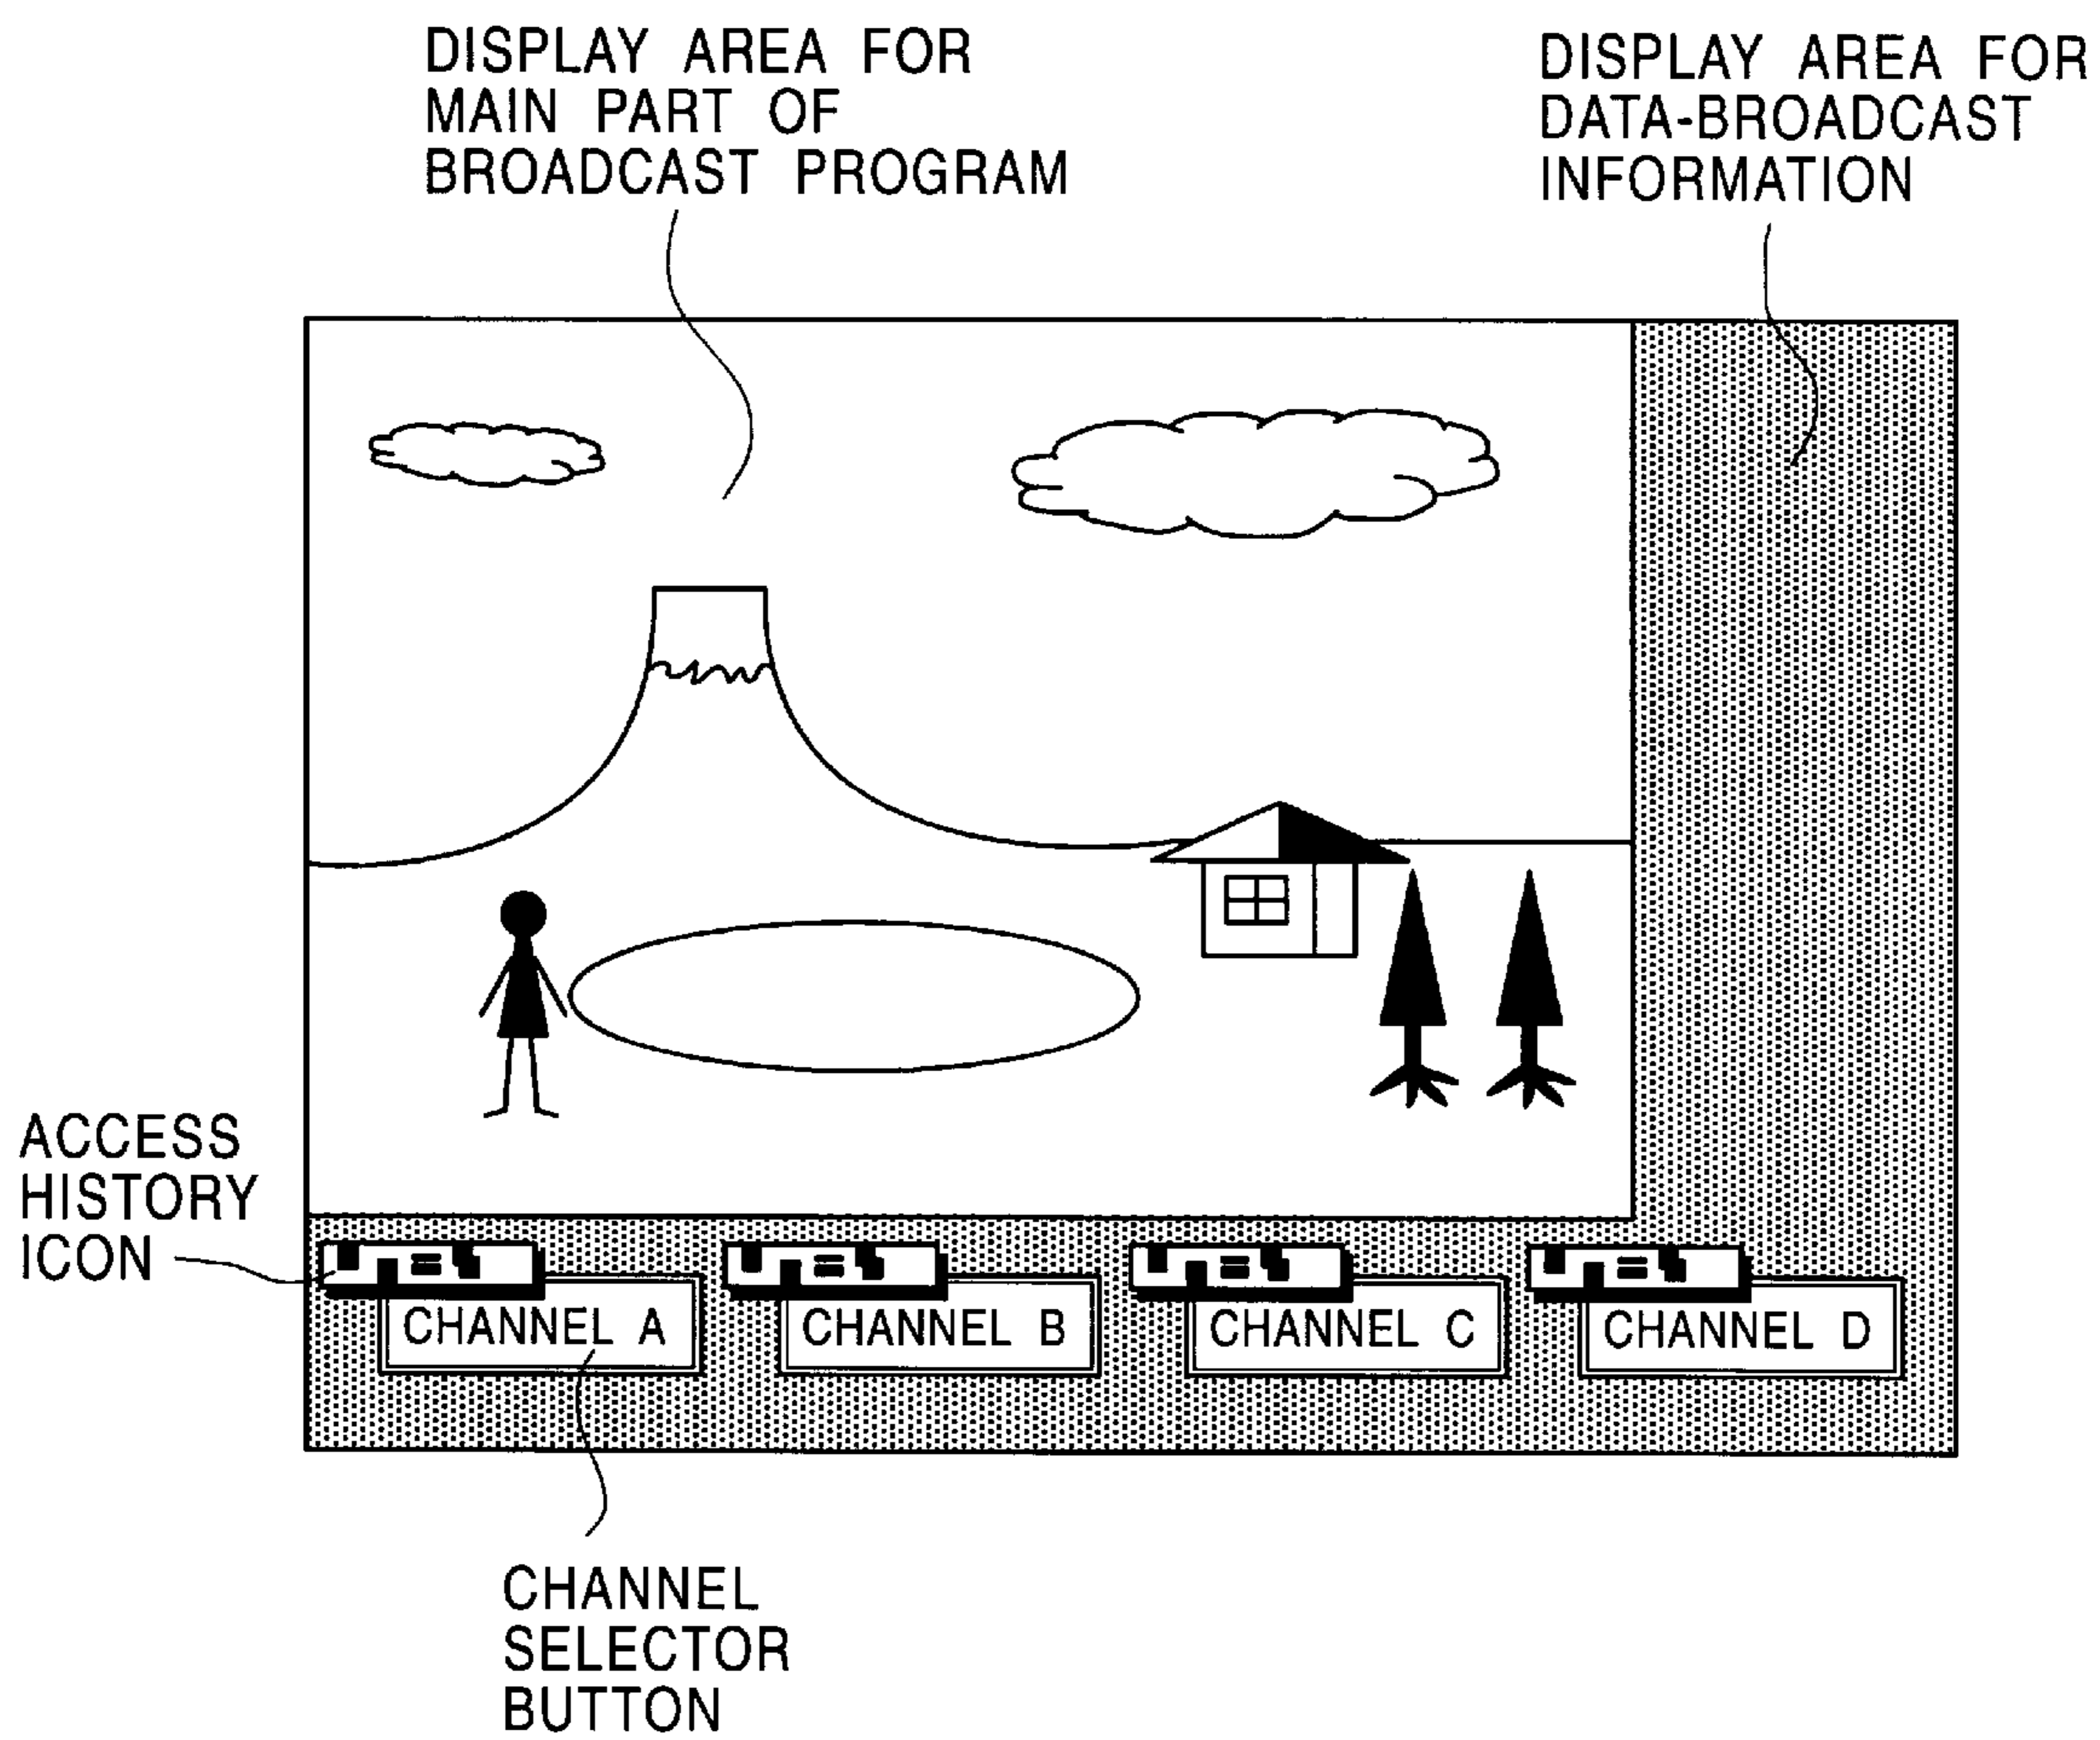 DISPLAY AREA FOR
MAIN PART OF
BROADCAST PROGRAM
DISPLAY AREA FOR
DATA-BROADCAST
INFORMATION
ACCESS
HISTORY
ICON
CHANNEL A
CHANNEL B
CHANNEL C
CHANNEL D
CHANNEL
SELECTOR
BUTTON